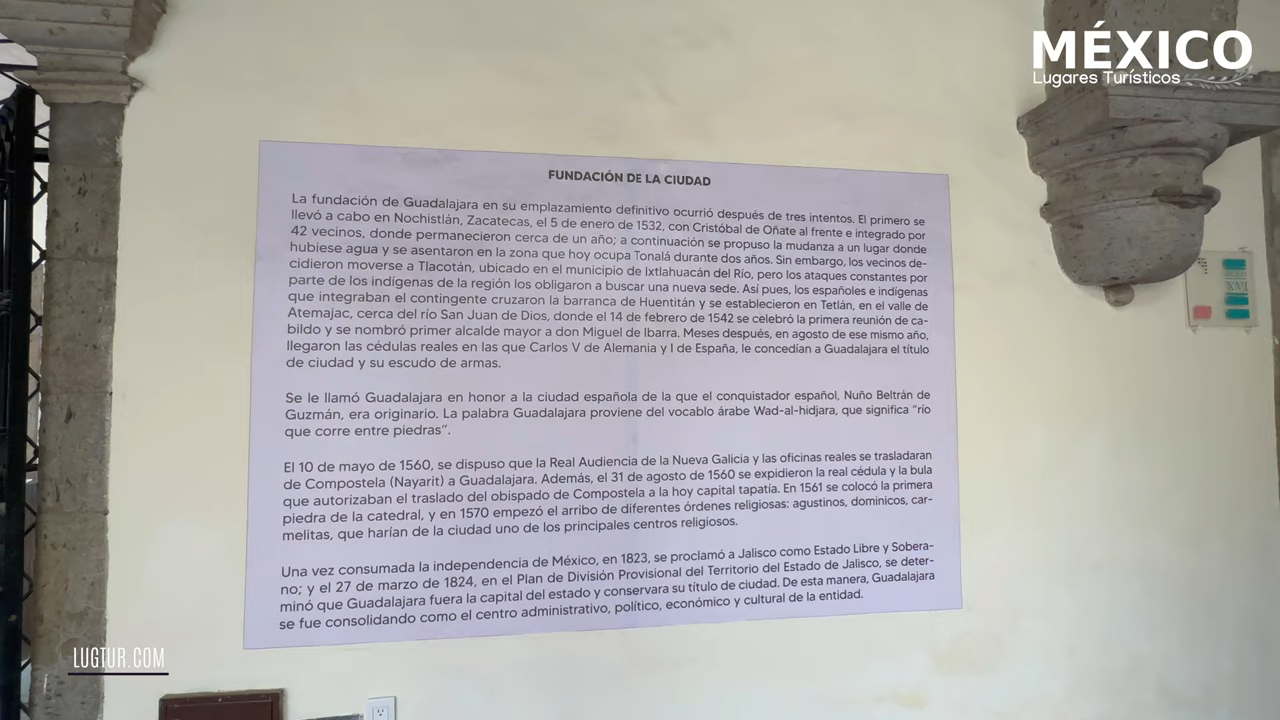 MÉXICO
Lugares Turísticos
FUNDACIÓN DE LA CIUDAD
La fundación de Guadalajara en su emplazamiento definitivo ocurrió después de tres intentos. El primero se
llevó a cabo en Nochistlán, Zacatecas, el 5 de enero de 1532, con Cristóbal de Oñate al frente e integrado por
42 vecinos, donde permanecieron cerca de un año; a continuación se propuso la mudanza a un lugar donde
hubiese agua y se asentaron en la zona que hoy ocupa Tonalá durante dos años. Sin embargo, los vecinos de-
cidieron moverse a Tlacotán, ubicado en el municipio de Ixtlahuacán del Río, pero los ataques constantes por
parte de los indígenas de la región los obligaron a buscar una nueva sede. Así pues, los españoles e indígenas
que integraban el contingente cruzaron la barranca de Huentitán y se establecieron en Tetlán, en el valle de
Atemajac, cerca del río San Juan de Dios, donde el 14 de febrero de 1542 se celebró la primera reunión de ca-
bildo y se nombró primer alcalde mayor a don Miguel de Ibarra. Meses después, en agosto de ese mismo año,
llegaron las cédulas reales en las que Carlos V de Alemania y I de España, le concedían a Guadalajara el título
de ciudad y su escudo de armas.
Se le llamó Guadalajara en honor a la ciudad española de la que el conquistador español, Nuño Beltrán de
Guzmán, era originario. La palabra Guadalajara proviene del vocablo árabe Wad-al-hidjara, que significa “río
que corre entre piedras”.
El 10 de mayo de 1560, se dispuso que la Real Audiencia de la Nueva Galicia y las oficinas reales se trasladaran
de Compostela (Nayarit) a Guadalajara. Además, el 31 de agosto de 1560 se expidieron la real cédula y la bula
que autorizaban el traslado del obispado de Compostela a la hoy capital tapatía. En 1561 se colocó la primera
piedra de la catedral, y en 1570 empezó el arribo de diferentes órdenes religiosas: agustinos, dominicos, car-
melitas, que harían de la ciudad uno de los principales centros religiosos.
Una vez consumada la independencia de México, en 1823, se proclamó a Jalisco como Estado Libre y Sobera-
no; y el 27 de marzo de 1824, en el Plan de División Provisional del Territorio del Estado de Jalisco, se deter-
minó que Guadalajara fuera la capital del estado y conservara su título de ciudad. De esta manera, Guadalajara
se fue consolidando como el centro administrativo, político, económico y cultural de la entidad.
LUGTUR.COM